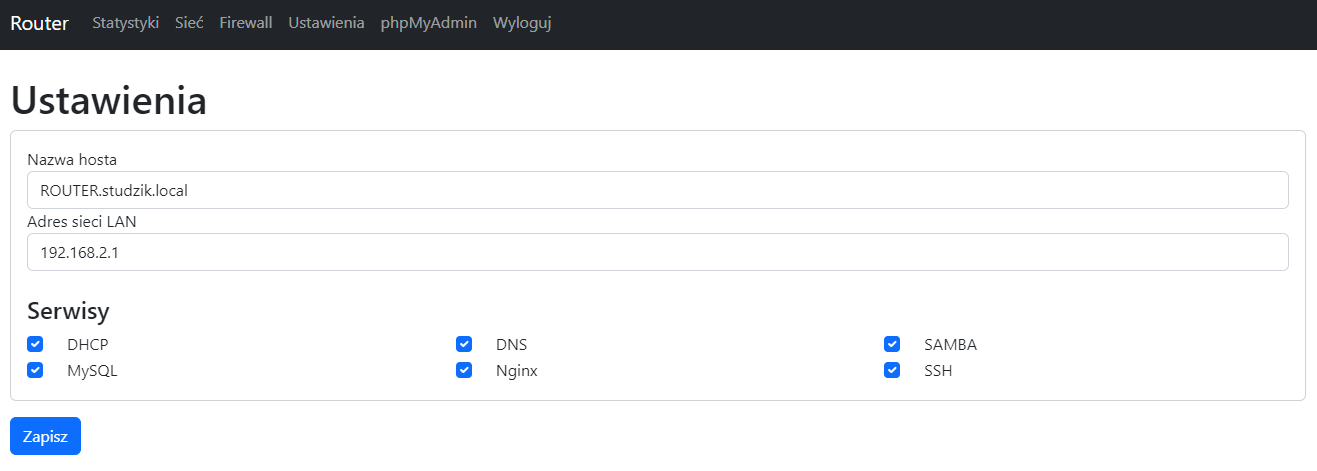 Router Statystyki Sieć Firewall Ustawienia phpMyAdmin Wyloguj
Ustawienia
Nazwa hosta
ROUTER.studzik.local
Adres sieci LAN
192.168.2.1
Serwisy
DHCP DNS SAMBA
MySQL Nginx SSH
Zapisz